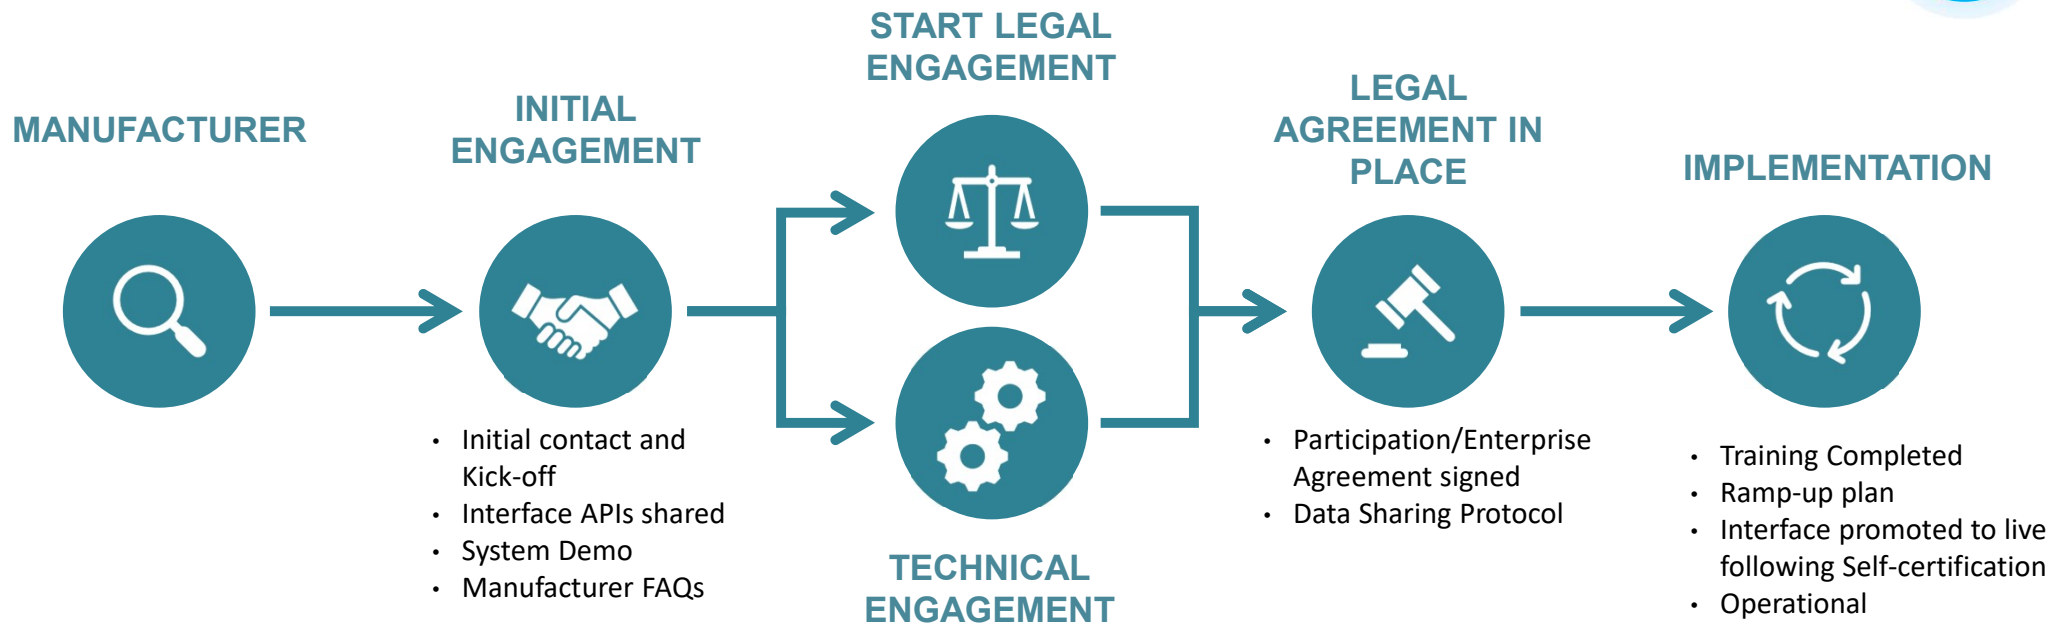 MANUFACTURER
INITIAL
ENGAGEMENT
START LEGAL
ENGAGEMENT
LEGAL
AGREEMENT IN
PLACE
IMPLEMENTATION
• Initial contact and
Kick-off
• Interface APIs shared
• System Demo
• Manufacturer FAQs
TECHNICAL
ENGAGEMENT
• Participation/Enterprise
Agreement signed
• Data Sharing Protocol
• Training Completed
• Ramp-up plan
• Interface promoted to live
following Self-certification
• Operational